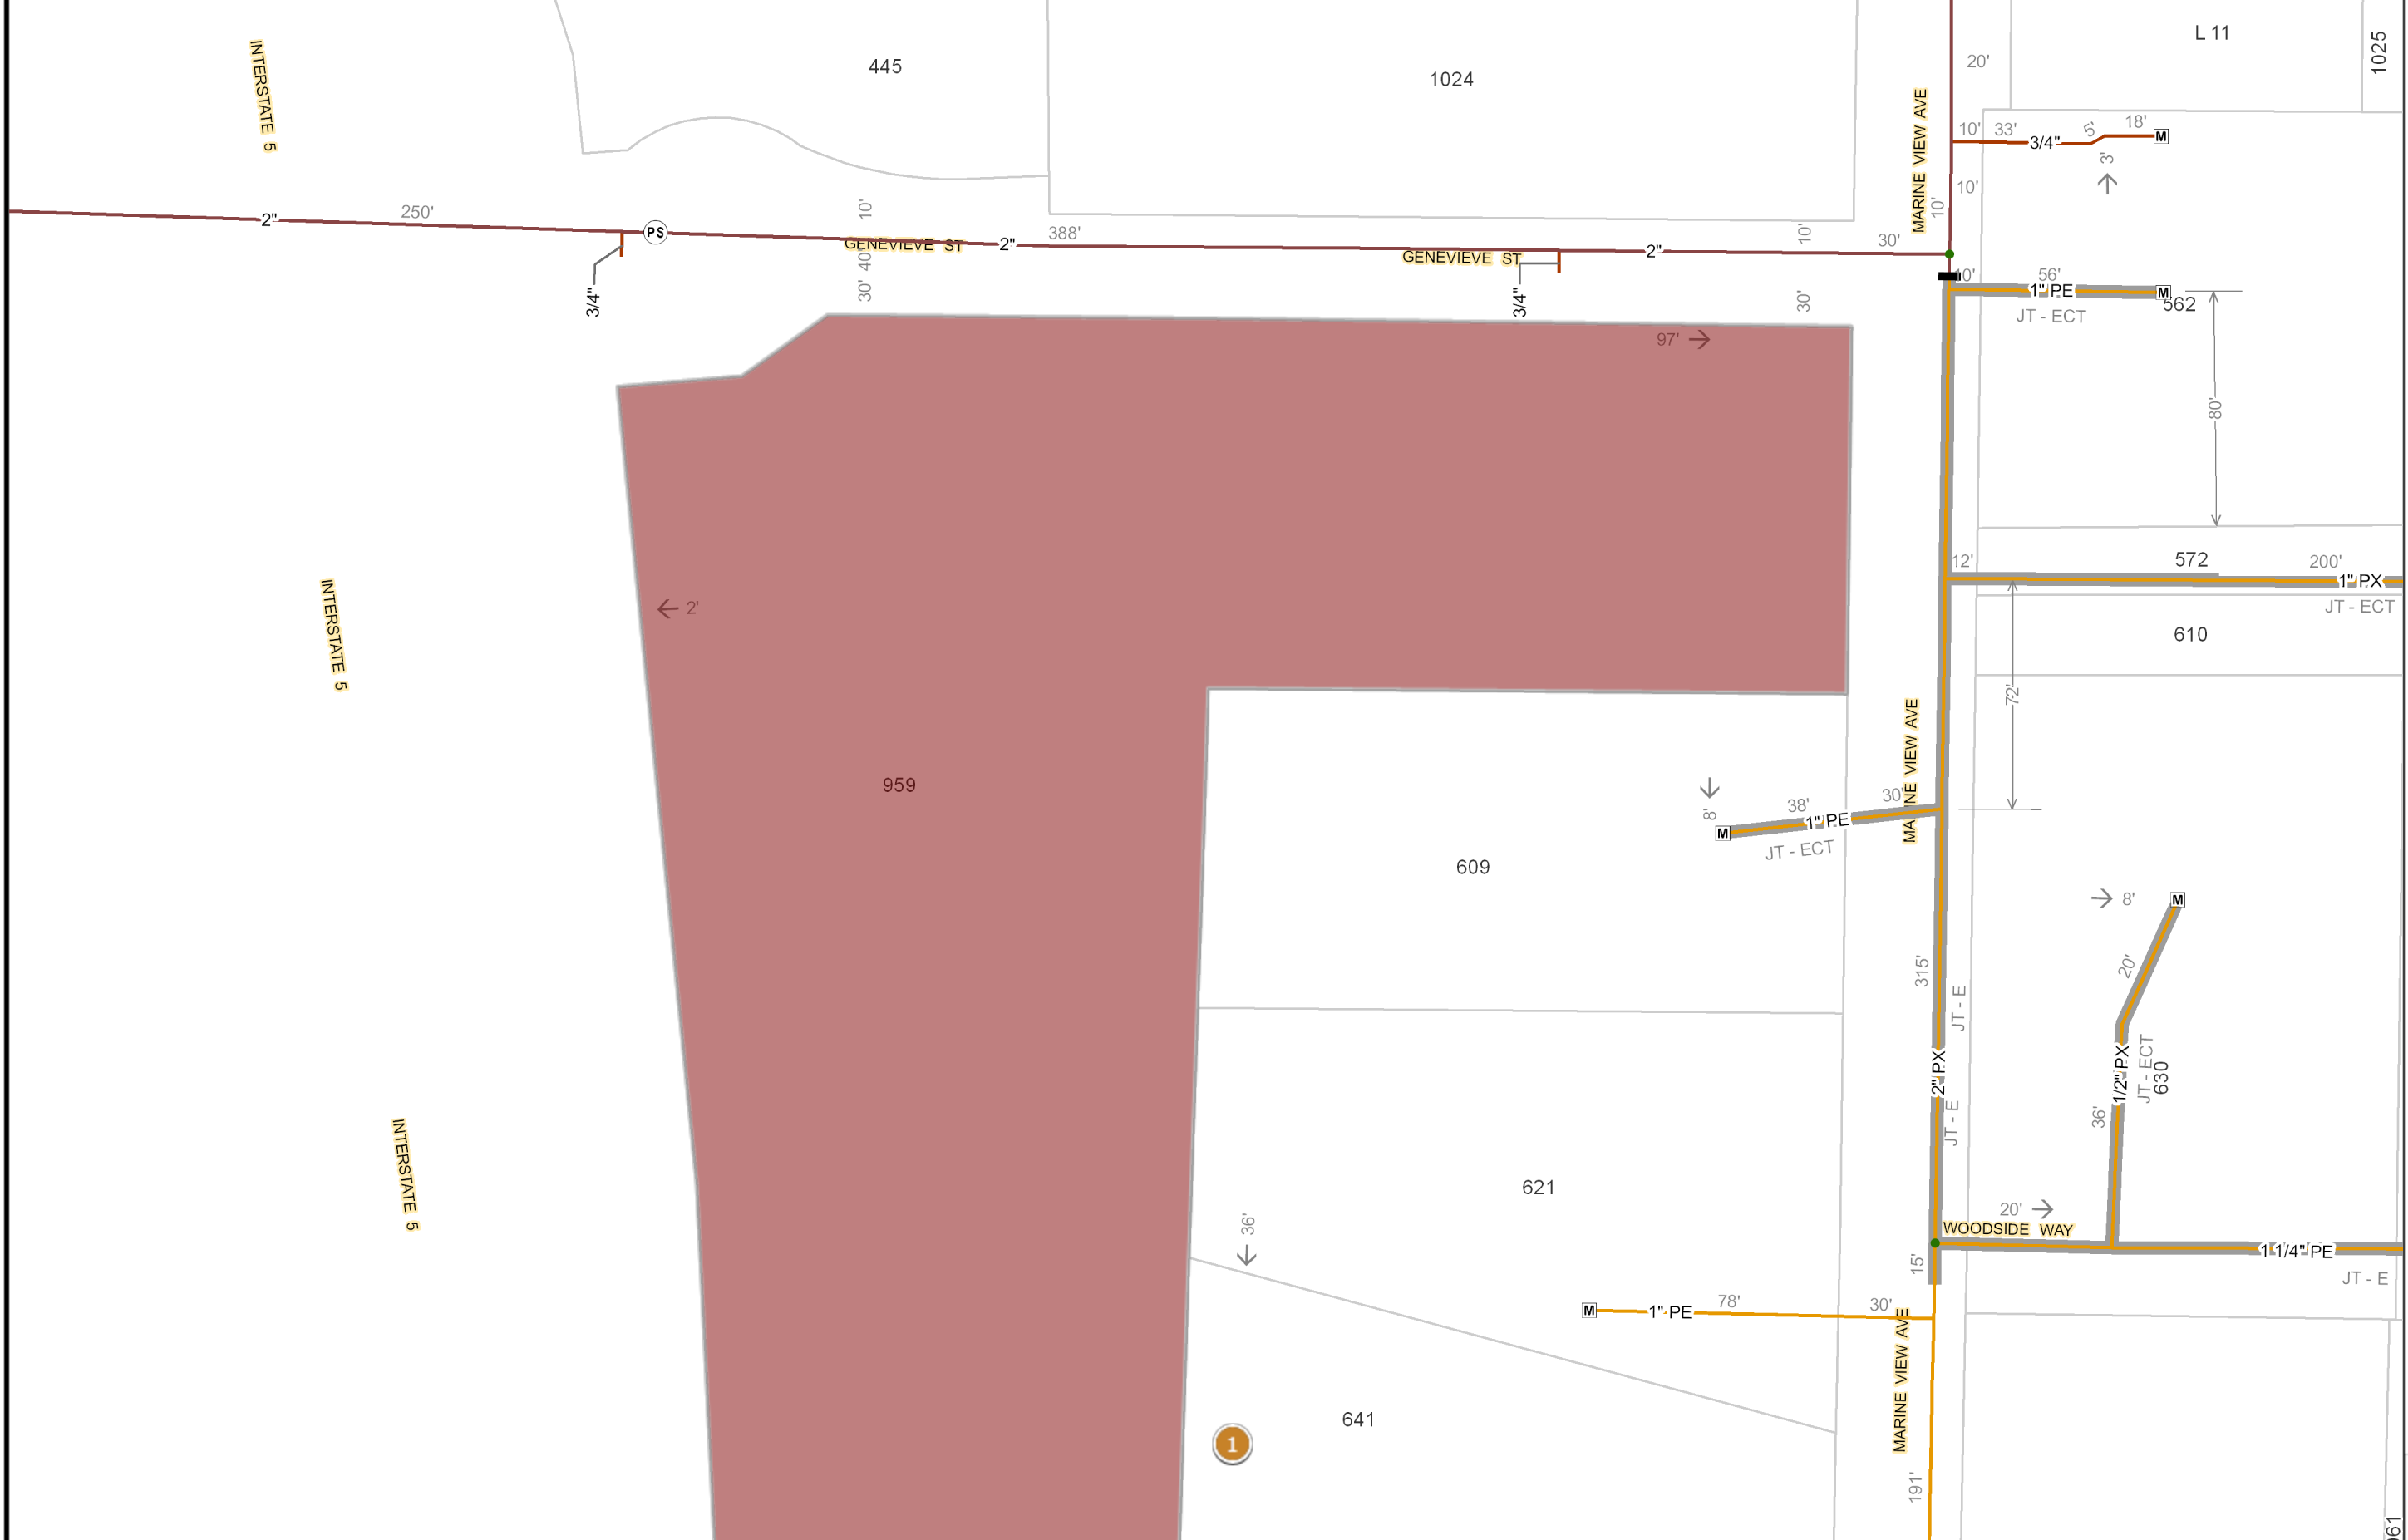 INTERSTATE 5
445
1024
MARINE VIEW AVE
20'
L 11
1025
10'
33'
3/4"
5'
18'
M
3'
10'
10'
2"
250'
PS
10'
GENEVIEVE ST
2"
388'
40'
30'
3/4"
GENEVIEVE ST
3/4"
2"
10'
30'
30'
56'
1" PE
M
562
JT - ECT
80'
97'
INTERSTATE 5
2'
12'
572
200'
1" PX
JT - ECT
610
72'
959
MARINE VIEW AVE
8'
38'
30'
M
1" PE
JT - ECT
609
8'
M
20'
315'
JT - E
2" PX
JT - E
1/2" PX
JT - ECT
630
36'
INTERSTATE 5
621
36'
20'
WOODSIDE WAY
15'
1 1/4" PE
JT - E
M
1" PE
78'
30'
MARINE VIEW AVE
641
1
191'